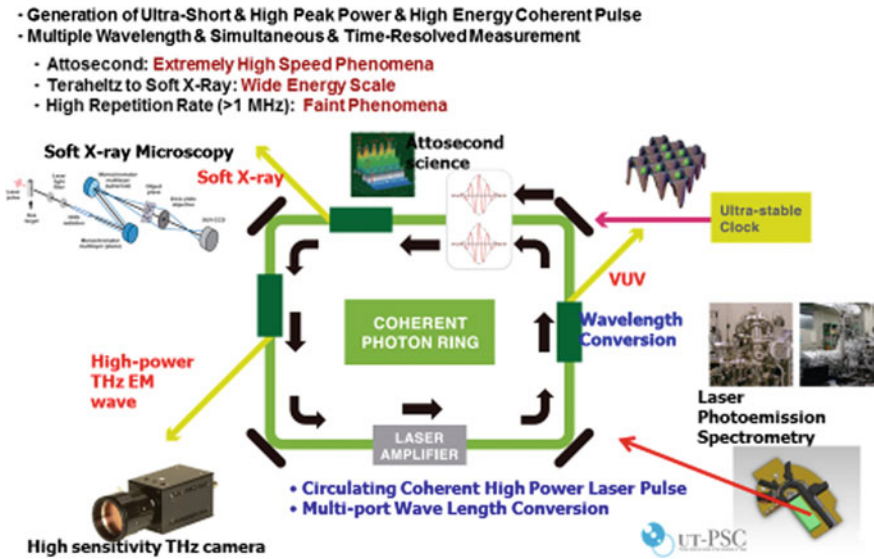 - Generation of Ultra-Short & High Peak Power & High Energy Coherent Pulse
- Multiple Wavelength & Simultaneous & Time-Resolved Measurement
- Attosecond: Extremely High Speed Phenomena
- Teraheltz to Soft X-Ray: Wide Energy Scale
- High Repetition Rate (>1 MHz): Faint Phenomena
Soft X-ray Microscopy
Attosecond
science
Soft X-ray
Ultra-stable
Clock
VUV
COHERENT
PHOTON RING
Wavelength
Conversion
High-power
THz EM
wave
Laser
Photoemission
Spectrometry
LASER
AMPLIFIER
• Circulating Coherent High Power Laser Pulse
• Multi-port Wave Length Conversion
High sensitivity THz camera
UT-PSC